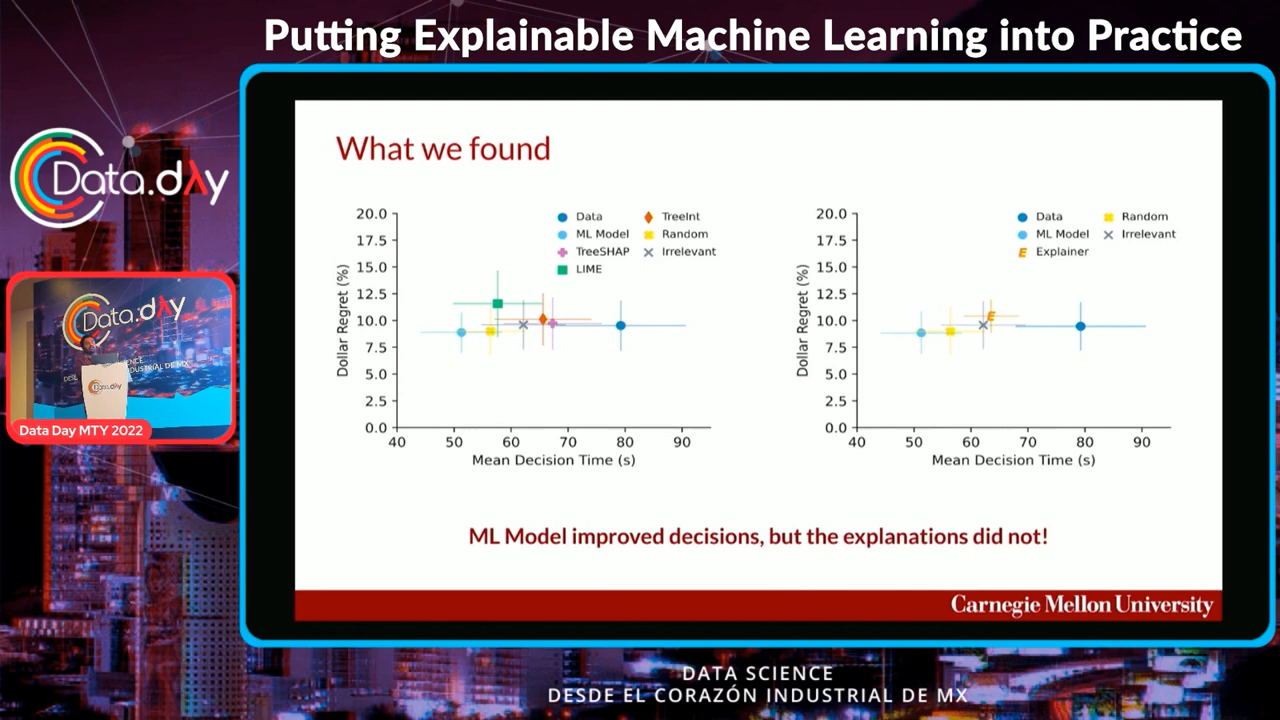 Putting Explainable Machine Learning into Practice
Data.day
Data.day
Data.day
Data Day MTY 2022
What we found
20.0
17.5
15.0
12.5
10.0
7.5
5.0
2.5
0.0
Dollar Regret (%)
Data
ML Model
TreeSHAP
LIME
TreeInt
Random
Irrelevant
40 50 60 70 80 90
Mean Decision Time (s)
20.0
17.5
15.0
12.5
10.0
7.5
5.0
2.5
0.0
Dollar Regret (%)
Data
ML Model
Explainer
Random
Irrelevant
E
40 50 60 70 80 90
Mean Decision Time (s)
ML Model improved decisions, but the explanations did not!
Carnegie Mellon University
DATA SCIENCE
DESDE EL CORAZÓN INDUSTRIAL DE MX